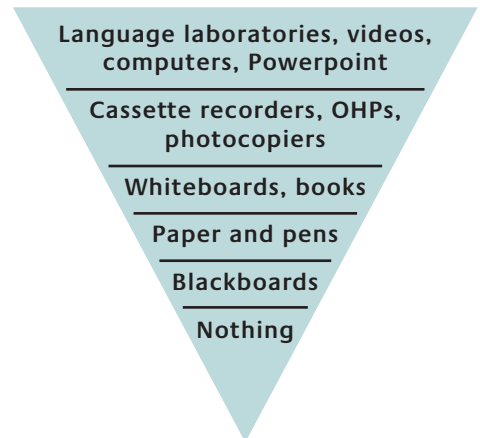 Language laboratories, videos,
computers, Powerpoint
Cassette recorders, OHPs,
photocopiers
Whiteboards, books
Paper and pens
Blackboards
Nothing